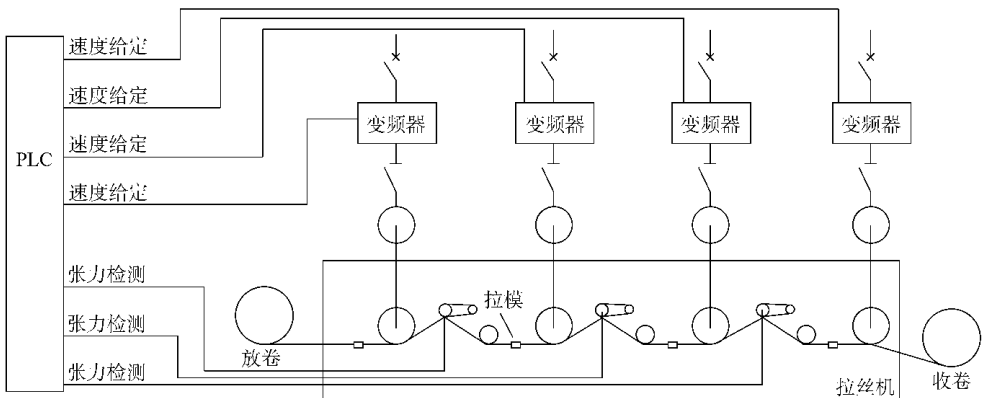 速度给定
速度给定
速度给定
速度给定
PLC
变频器
变频器
变频器
变频器
张力检测
张力检测
张力检测
放卷
拉模
拉丝机
收卷